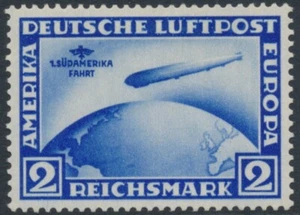 DEUTSCHE LUFTPOST
AMERIKA
1.SÜDAMERIKA
FAHRT
EUROPA
2 REICHSMARK 2